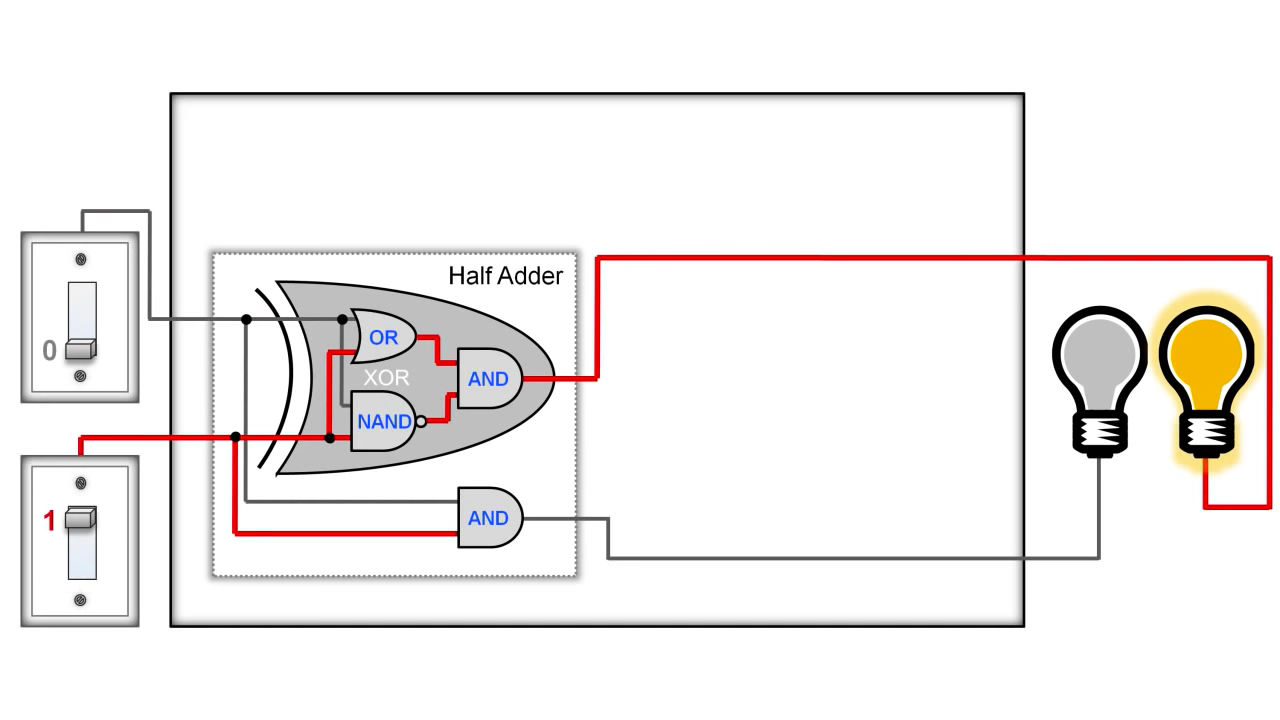 Half Adder
OR
0
XOR
AND
NAND
1
AND